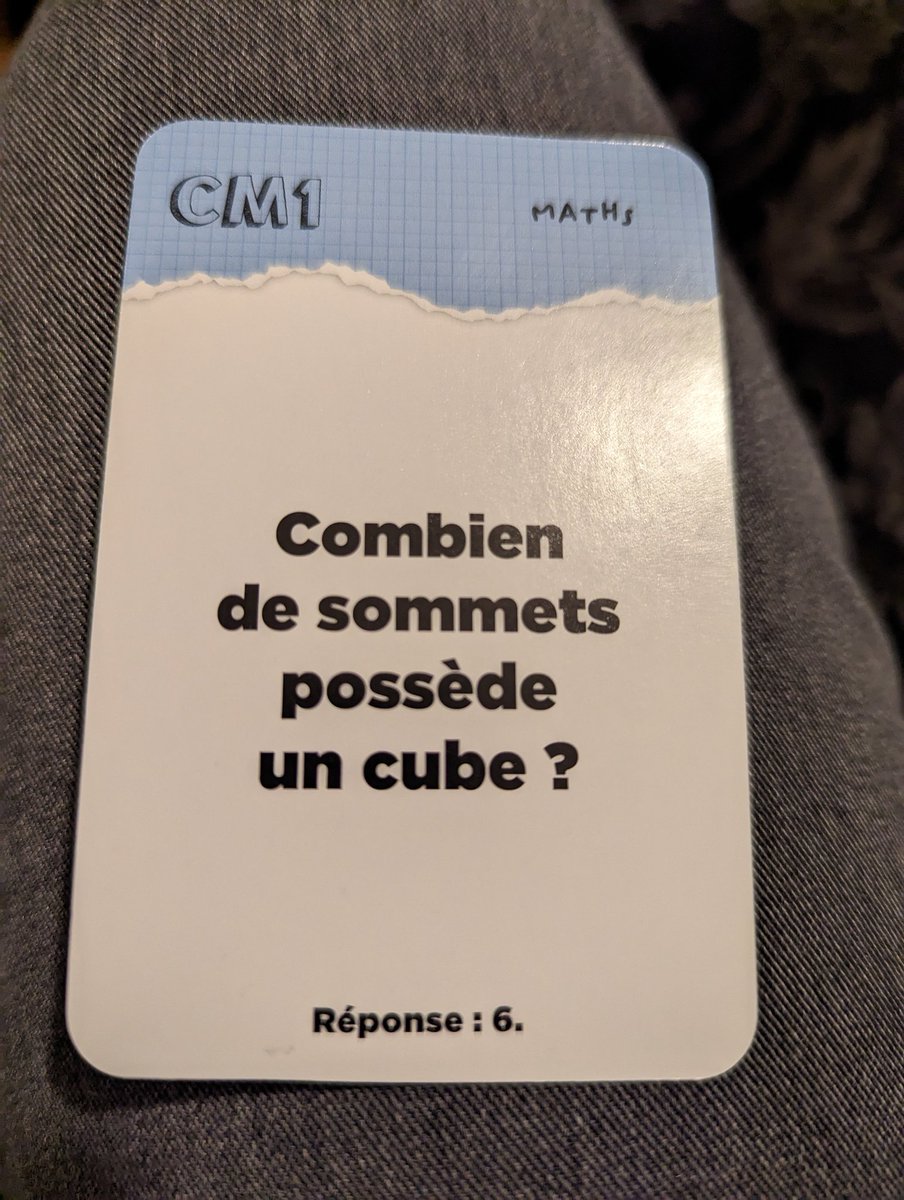 CM1
MATHS
Combien
de sommets
possède
un cube ?
Réponse : 6.